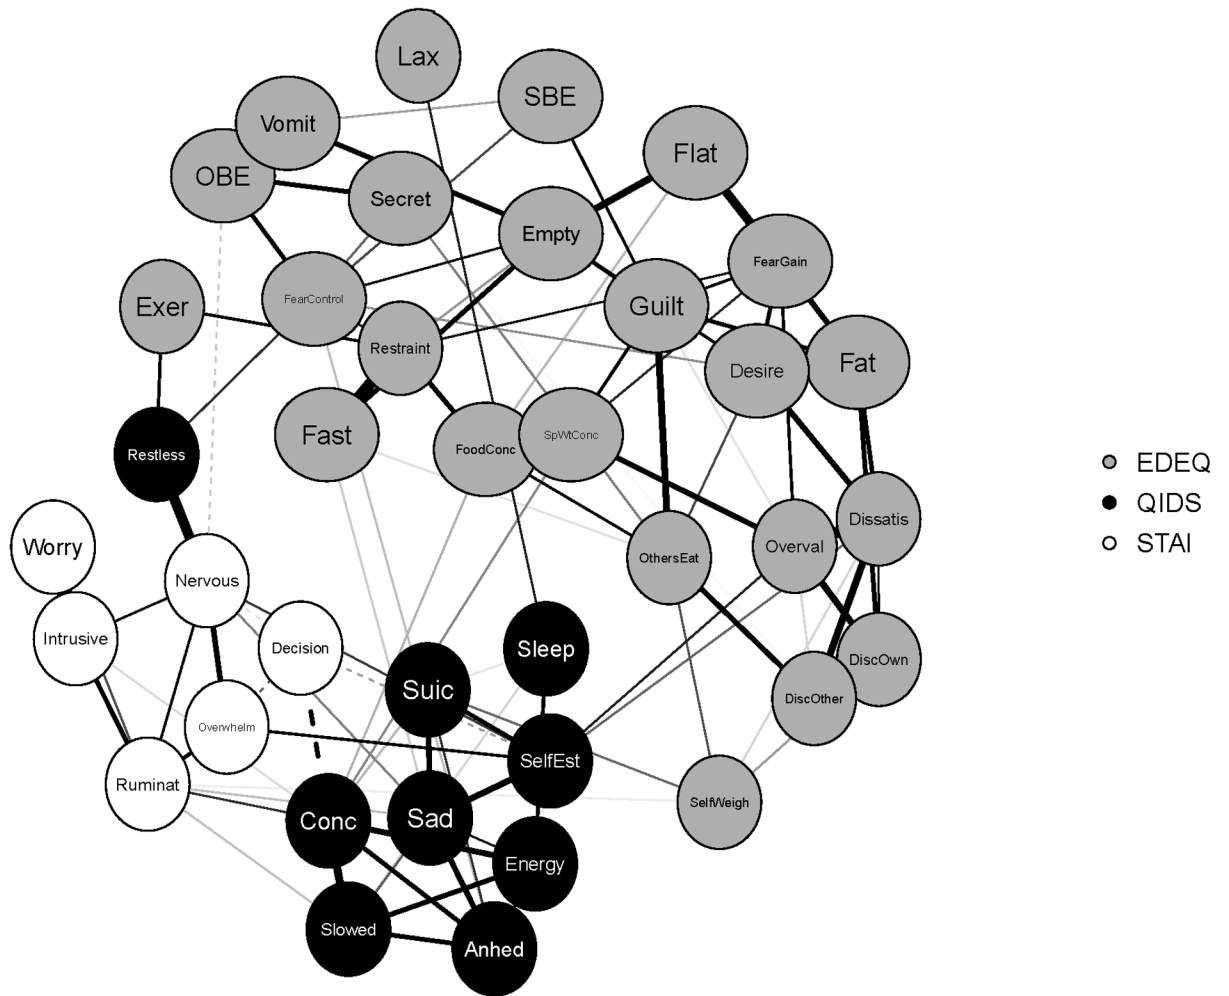 Lax
SBE
Vomit
Flat
OBE
Secret
Empty
FearGain
FearControl
Exer
Guilt
Restraint
Fat
Desire
Fast
SpWtConc
FoodConc
Restless
Dissatis
Worry
Overval
OthersEat
Nervous
Intrusive
Decision
Sleep
DiscOwn
Suic
DiscOther
Overwhelm
SelfEst
Ruminat
SelfWeigh
Sad
Conc
Energy
Slowed
Anhed
EDEQ
QIDS
STAI